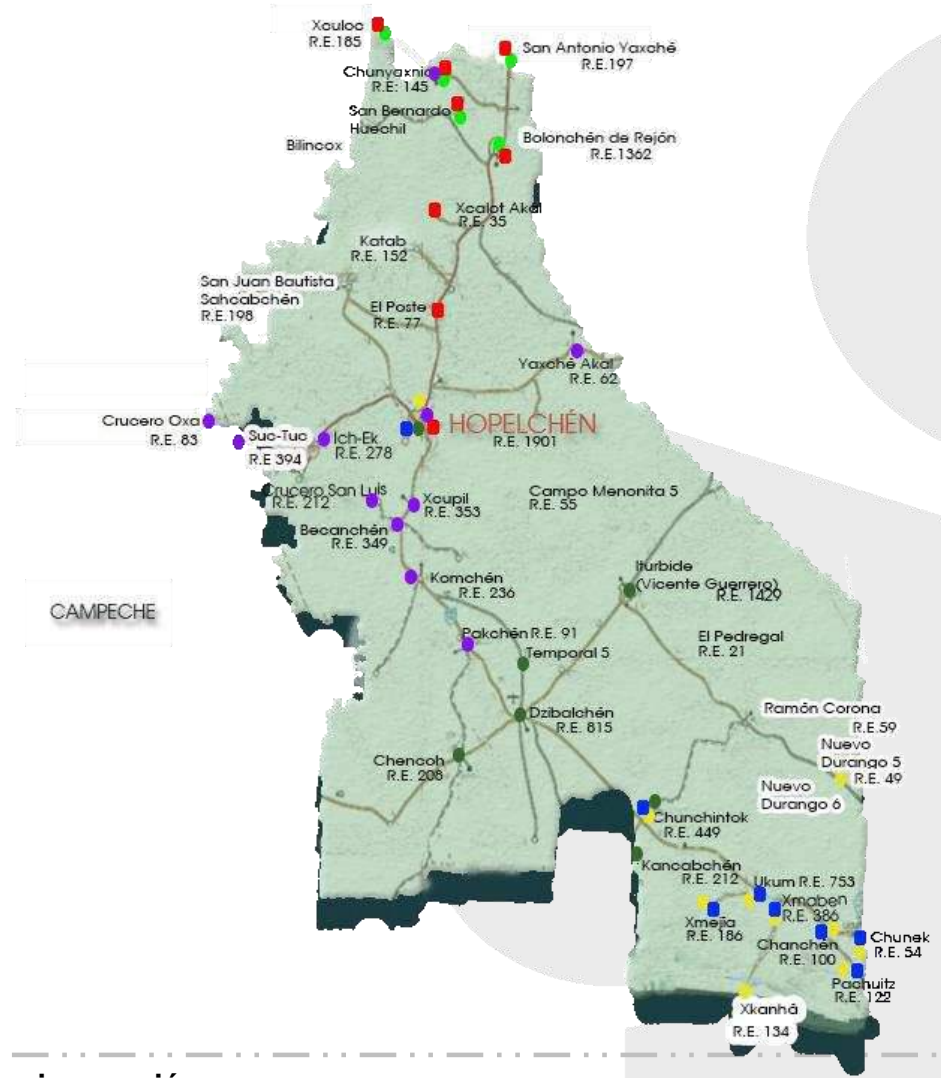 Xculoc
R.E.185
San Antonio Yaxché
R.E.197
Chunyaxnic
R.E: 145
San Bernardo
Huechil
Bolonchén de Rejón
R.E.1362
Bilincox
Xcalot Akal
R.E. 35
Katab
R.E. 152
San Juan Bautista
Sahcabchén
R.E.198
El Poste
R.E. 77
Yaxché Akal
R.E. 62
Crucero Oxa
R.E. 83
Suc-Tuc
R.E 394
Ich-Ek
R.E. 278
HOPELCHÉN
R.E. 1901
Crucero San Luis
R.E. 212
Xcupil
R.E. 353
Campo Menonita 5
R.E. 55
Becanchén
R.E. 349
Komchén
R.E. 236
Iturbide
(Vicente Guerrero)
R.E. 1429
CAMPECHE
Pakchén R.E. 91
Temporal 5
El Pedregal
R.E. 21
Dzibalchén
R.E. 815
Ramón Corona
R.E.59
Chencoh
R.E. 208
Nuevo
Durango 5
R.E. 49
Nuevo
Durango 6
Chunchintok
R.E. 449
Kancabchén
R.E. 212
Ukum R.E. 753
Xmaben
R.E. 386
Xmejía
R.E. 186
Chanchén
R.E. 100
Chunek
R.E. 54
Pachuitz
R.E. 122
Xkanhá
R.E. 134